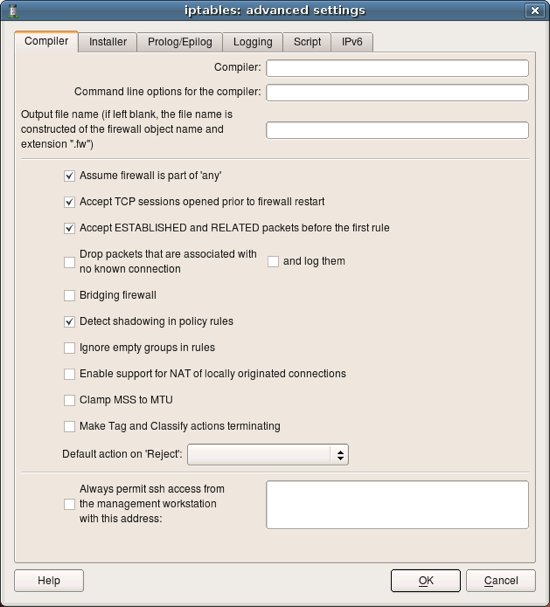 iptables: advanced settings
Compiler Installer Prolog/Epilog Logging Script IPv6
Compiler:
Command line options for the compiler:
Output file name (if left blank, the file name is
constructed of the firewall object name and
extension ".fw")
Assume firewall is part of 'any'
Accept TCP sessions opened prior to firewall restart
Accept ESTABLISHED and RELATED packets before the first rule
Drop packets that are associated with
no known connection
and log them
Bridging firewall
Detect shadowing in policy rules
Ignore empty groups in rules
Enable support for NAT of locally originated connections
Clamp MSS to MTU
Make Tag and Classify actions terminating
Default action on 'Reject':
Always permit ssh access from
the management workstation
with this address:
Help OK Cancel